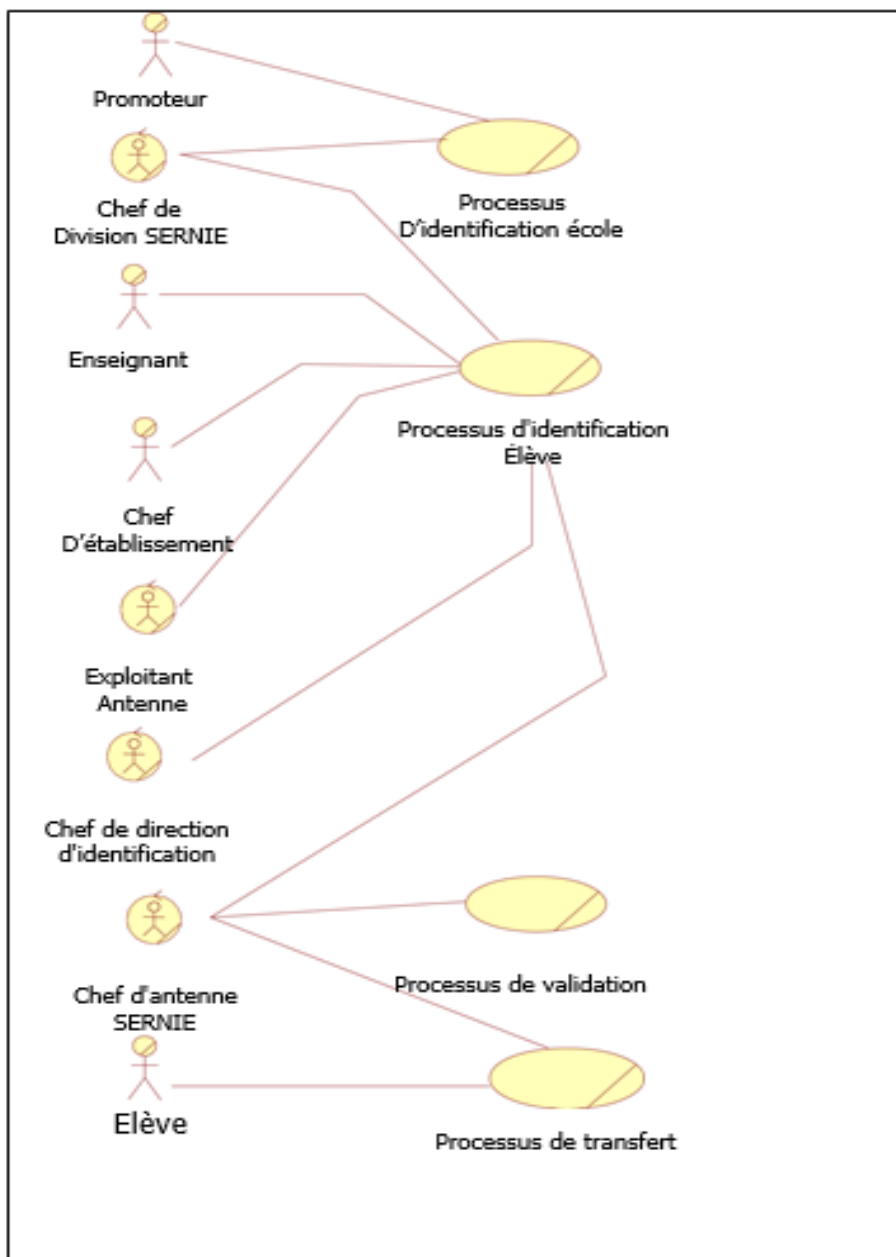 Promoteur
Chef de
Division SERNIE
Processus
D'identification école
Enseignant
Processus d'identification
Élève
Chef
D'établissement
Exploitant
Antenne
Chef de direction
d'identification
Chef d'antenne
SERNIE
Processus de validation
Elève
Processus de transfert